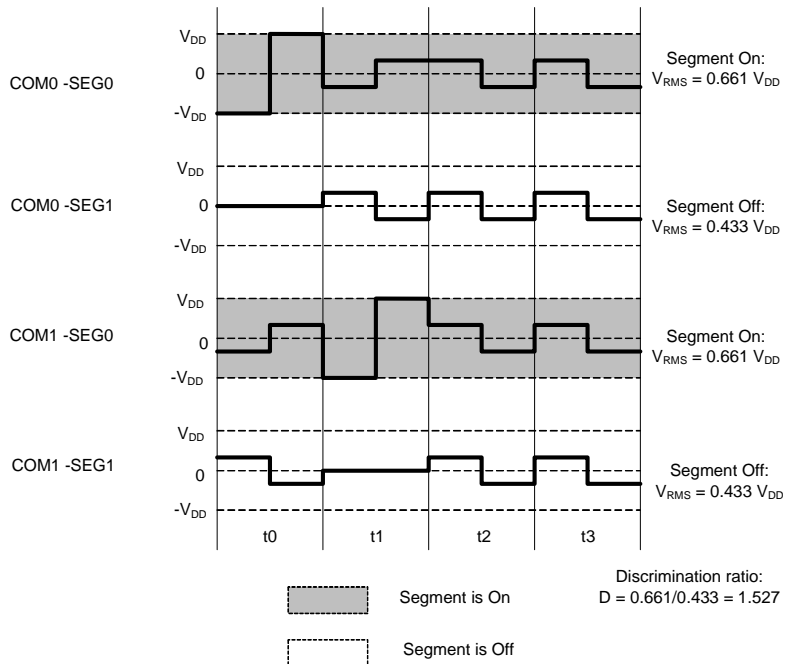 V_DD
COM0 -SEG0
0
-V_DD
Segment On:
V_RMS = 0.661 V_DD
V_DD
COM0 -SEG1
0
-V_DD
Segment Off:
V_RMS = 0.433 V_DD
V_DD
COM1 -SEG0
0
-V_DD
Segment On:
V_RMS = 0.661 V_DD
V_DD
COM1 -SEG1
0
-V_DD
Segment Off:
V_RMS = 0.433 V_DD
t0 t1 t2 t3
Segment is On
Segment is Off
Discrimination ratio:
D = 0.661/0.433 = 1.527